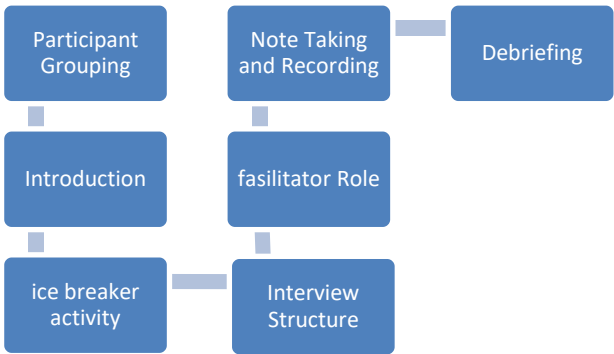 Participant
Grouping
Introduction
ice breaker
activity
Interview
Structure
fasilitator Role
Note Taking
and Recording
Debriefing